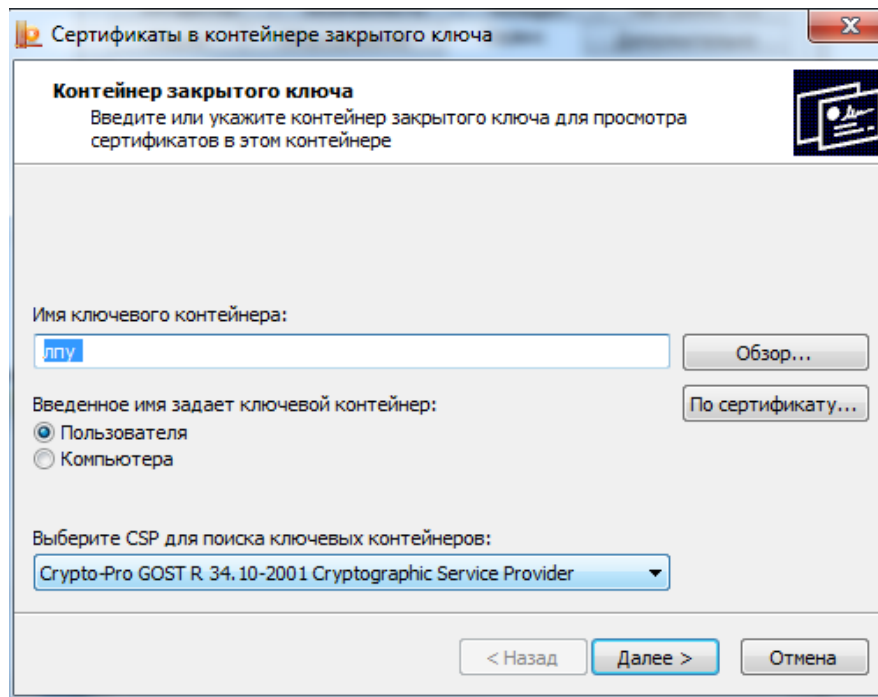 Сертификаты в контейнере закрытого ключа
Контейнер закрытого ключа
Введите или укажите контейнер закрытого ключа для просмотра
сертификатов в этом контейнере
Имя ключевого контейнера:
лпу
Обзор...
Введенное имя задает ключевой контейнер:
По сертификату...
Пользователя
Компьютера
Выберите CSP для поиска ключевых контейнеров:
Crypto-Pro GOST R 34.10-2001 Cryptographic Service Provider
< Назад
Далее >
Отмена